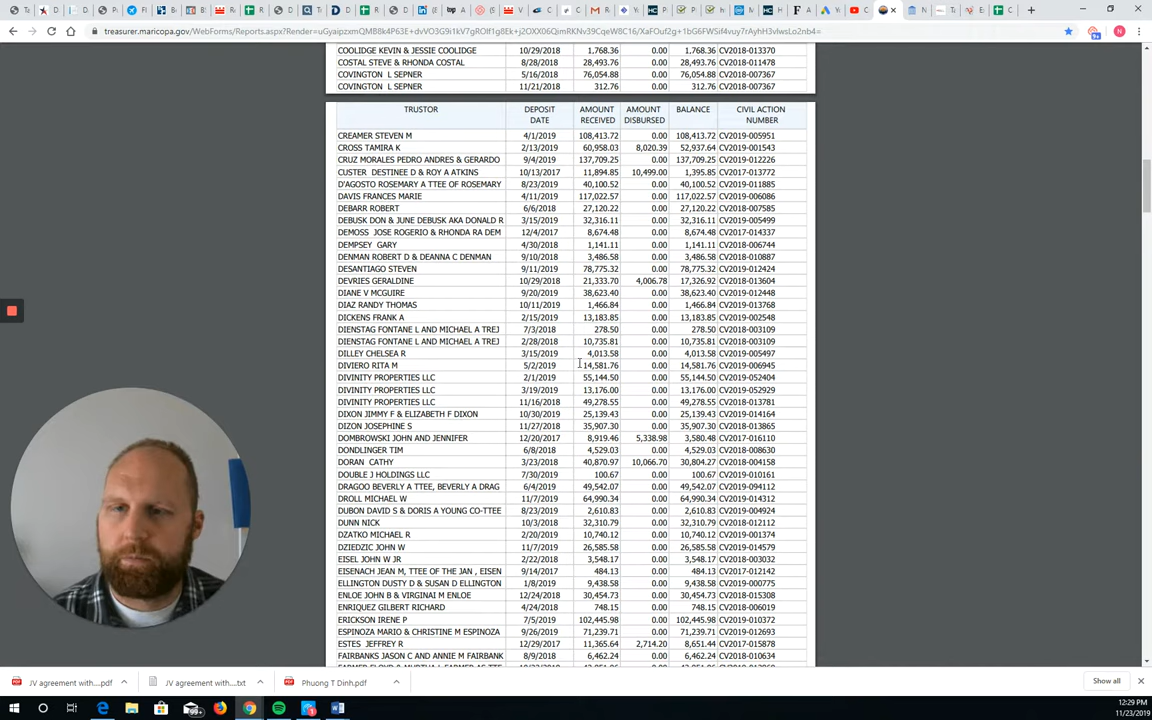 treasurer.maricopa.gov/WebForms/Reports.aspx?Render=
COOLIDGE KEVIN & JESSIE COOLIDGE 10/29/2018 1,768.36 0.00 1,768.36 CV2018-013370
COSTAL STEVE & RHONDA COSTAL 8/28/2018 28,493.76 0.00 28,493.76 CV2018-011478
COVINGTON L SEPNER 5/16/2018 76,054.88 0.00 76,054.88 CV2018-007367
COVINGTON L SEPNER 11/21/2018 312.76 0.00 312.76 CV2018-007367
TRUSTOR DEPOSIT DATE AMOUNT RECEIVED AMOUNT DISBURSED BALANCE CIVIL ACTION NUMBER
CREAMER STEVEN M 4/1/2019 108,413.72 0.00 108,413.72 CV2019-005951
CROSS TAMIRA K 2/13/2019 60,958.03 8,020.39 52,937.64 CV2019-001543
CRUZ MORALES PEDRO ANDRES & GERARDO 9/4/2019 137,709.25 0.00 137,709.25 CV2019-012226
CUSTER DESTINEE D & ROY A ATKINS 10/13/2017 11,894.85 10,499.00 1,395.85 CV2017-013772
D'AGOSTO ROSEMARY A TTEE OF ROSEMARY 8/23/2019 40,100.52 0.00 40,100.52 CV2019-011885
DAVIS FRANCES MARIE 4/11/2019 117,022.57 0.00 117,022.57 CV2019-006086
DEBARR ROBERT 6/6/2018 27,120.22 0.00 27,120.22 CV2018-007585
DEBUSK DON & JUNE DEBUSK AKA DONALD R 3/15/2019 32,316.11 0.00 32,316.11 CV2019-005499
DEMOSS JOSE ROGERIO & RHONDA RA DEM 12/4/2017 8,674.48 0.00 8,674.48 CV2017-014337
DEMPSEY GARY 4/30/2018 1,141.11 0.00 1,141.11 CV2018-006744
DENMAN ROBERT D & DEANNA C DENMAN 9/10/2018 3,486.58 0.00 3,486.58 CV2018-010887
DESANTIAGO STEVEN 9/11/2019 78,775.32 0.00 78,775.32 CV2019-012424
DEVRIES GERALDINE 10/29/2018 21,333.70 4,006.78 17,326.92 CV2018-013604
DIANE V MCGUIRE 9/20/2019 38,623.40 0.00 38,623.40 CV2019-012448
DIAZ RANDY THOMAS 10/11/2019 1,466.84 0.00 1,466.84 CV2019-013768
DICKENS FRANK A 2/15/2019 13,183.85 0.00 13,183.85 CV2019-002548
DIENSTAG FONTANE L AND MICHAEL A TREJ 7/3/2018 278.50 0.00 278.50 CV2018-003109
DIENSTAG FONTANE L AND MICHAEL A TREJ 2/28/2018 10,735.81 0.00 10,735.81 CV2018-003109
DILLEY CHELSEA R 3/15/2019 4,013.58 0.00 4,013.58 CV2019-005497
DIVIERO RITA M 5/2/2019 14,581.76 0.00 14,581.76 CV2019-006945
DIVINITY PROPERTIES LLC 2/1/2019 55,144.50 0.00 55,144.50 CV2019-052404
DIVINITY PROPERTIES LLC 3/19/2019 13,176.00 0.00 13,176.00 CV2019-052929
DIVINITY PROPERTIES LLC 11/16/2018 49,278.55 0.00 49,278.55 CV2018-013781
DIXON JIMMY F & ELIZABETH F DIXON 10/30/2019 25,139.43 0.00 25,139.43 CV2019-014164
DIZON JOSEPHINE S 11/27/2018 35,907.30 0.00 35,907.30 CV2018-013865
DOMBROWSKI JOHN AND JENNIFER 12/20/2017 8,919.46 5,338.98 3,580.48 CV2017-016110
DONDLINGER TIM 6/8/2018 4,529.03 0.00 4,529.03 CV2018-008630
DORAN CATHY 3/23/2018 40,870.97 10,066.70 30,804.27 CV2018-004158
DOUBLE J HOLDINGS LLC 7/30/2019 100.67 0.00 100.67 CV2019-010161
DRAGOO BEVERLY A TTEE, BEVERLY A DRAG 6/4/2019 49,542.07 0.00 49,542.07 CV2019-094112
DROLL MICHAEL W 11/7/2019 64,990.34 0.00 64,990.34 CV2019-014312
DUBON DAVID S & DORIS A YOUNG CO-TTEE 8/23/2019 2,610.83 0.00 2,610.83 CV2019-004924
DUNN NICK 10/3/2018 32,310.79 0.00 32,310.79 CV2018-012112
DZATKO MICHAEL R 2/20/2019 10,740.12 0.00 10,740.12 CV2019-001374
DZIEDZIC JOHN W 11/7/2019 26,585.58 0.00 26,585.58 CV2019-014579
EISEL JOHN W JR 2/22/2018 3,548.17 0.00 3,548.17 CV2018-003032
EISENACH JEAN M, TTEE OF THE JAN , EISEN 9/14/2017 484.13 0.00 484.13 CV2017-012142
ELLINGTON DUSTY D & SUSAN D ELLINGTON 1/8/2019 9,438.58 0.00 9,438.58 CV2019-000775
ENLOE JOHN B & VIRGINAI M ENLOE 12/24/2018 30,454.73 0.00 30,454.73 CV2018-015308
ENRIQUEZ GILBERT RICHARD 4/24/2018 748.15 0.00 748.15 CV2018-006019
ERICKSON IRENE P 7/5/2019 102,445.98 0.00 102,445.98 CV2019-010372
ESPINOZA MARIO & CHRISTINE M ESPINOZA 9/26/2019 71,239.71 0.00 71,239.71 CV2019-012693
ESTES JEFFREY R 12/29/2017 11,365.64 2,714.20 8,651.44 CV2017-015878
FAIRBANKS JASON C AND ANNIE M FAIRBANK 8/9/2018 6,462.24 0.00 6,462.24 CV2018-010634
JV agreement with....pdf JV agreement with....txt Phuong T Dinh.pdf Show all
99+
12:29 PM
11/23/2019